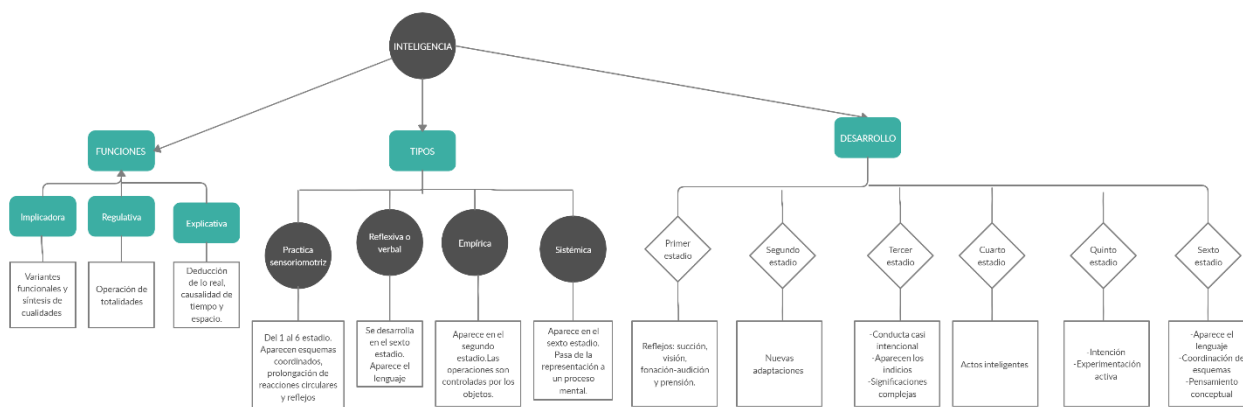 INTELIGENCIA
FUNCIONES
TIPOS
DESARROLLO
Implicadora
Regulativa
Explicativa
Variantes
funcionales y
síntesis de
cualidades
Operación de
totalidades
Deducción
de lo real,
causalidad de
tiempo y
espacio.
Practica
sensoriomotriz
Reflexiva o
verbal
Empírica
Sistémica
Del 1 al 6 estadio.
Aparecen esquemas
coordinados,
prolongación de
reacciones circulares
y reflejos
Se desarrolla
en el sexto
estadio.
Aparece el
lenguaje
Aparece en el
segundo
estadio.Las
operaciones son
controladas por los
objetos.
Aparece en el
sexto estadio.
Pasa de la
representación a
un proceso
mental.
Primer
estadio
Segundo
estadio
Tercer
estadio
Cuarto
estadio
Quinto
estadio
Sexto
estadio
Reflejos: succión,
visión,
fonación-audición
y prensión.
Nuevas
adaptaciones
-Conducta casi
intencional
-Aparecen los
indicios
-Significaciones
complejas
Actos inteligentes
-Intención
-Experimentación
activa
-Aparece el
lenguaje
-Coordinación de
esquemas
-Pensamiento
conceptual